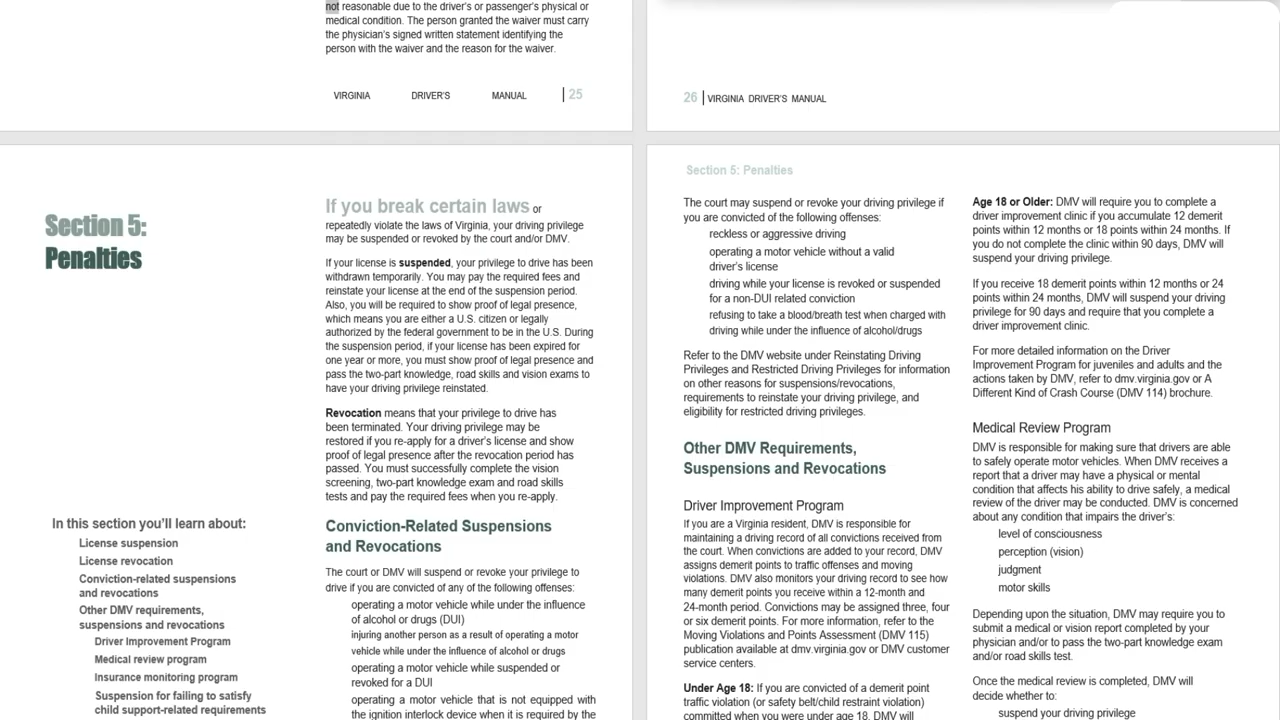 not reasonable due to the driver's or passenger's physical or
medical condition. The person granted the waiver must carry
the physician's signed written statement identifying the
person with the waiver and the reason for the waiver.
VIRGINIA DRIVER'S MANUAL | 25
26 | VIRGINIA DRIVER'S MANUAL
Section 5:
Penalties
In this section you'll learn about:
License suspension
License revocation
Conviction-related suspensions
and revocations
Other DMV requirements,
suspensions and revocations
Driver Improvement Program
Medical review program
Insurance monitoring program
Suspension for failing to satisfy
child support-related requirements
If you break certain laws or
repeatedly violate the laws of Virginia, your driving privilege
may be suspended or revoked by the court and/or DMV.
If your license is suspended, your privilege to drive has been
withdrawn temporarily. You may pay the required fees and
reinstate your license at the end of the suspension period.
Also, you will be required to show proof of legal presence,
which means you are either a U.S. citizen or legally
authorized by the federal government to be in the U.S. During
the suspension period, if your license has been expired for
one year or more, you must show proof of legal presence and
pass the two-part knowledge, road skills and vision exams to
have your driving privilege reinstated.
Revocation means that your privilege to drive has
been terminated. Your driving privilege may be
restored if you re-apply for a driver's license and show
proof of legal presence after the revocation period has
passed. You must successfully complete the vision
screening, two-part knowledge exam and road skills
tests and pay the required fees when you re-apply.
Conviction-Related Suspensions
and Revocations
The court or DMV will suspend or revoke your privilege to
drive if you are convicted of any of the following offenses:
operating a motor vehicle while under the influence
of alcohol or drugs (DUI)
injuring another person as a result of operating a motor
vehicle while under the influence of alcohol or drugs
operating a motor vehicle while suspended or
revoked for a DUI
operating a motor vehicle that is not equipped with
the ignition interlock device when it is required by the
Section 5: Penalties
The court may suspend or revoke your driving privilege if
you are convicted of the following offenses:
reckless or aggressive driving
operating a motor vehicle without a valid
driver's license
driving while your license is revoked or suspended
for a non-DUI related conviction
refusing to take a blood/breath test when charged with
driving while under the influence of alcohol/drugs
Refer to the DMV website under Reinstating Driving
Privileges and Restricted Driving Privileges for information
on other reasons for suspensions/revocations,
requirements to reinstate your driving privilege, and
eligibility for restricted driving privileges.
Other DMV Requirements,
Suspensions and Revocations
Driver Improvement Program
If you are a Virginia resident, DMV is responsible for
maintaining a driving record of all convictions received from
the court. When convictions are added to your record, DMV
assigns demerit points to traffic offenses and moving
violations. DMV also monitors your driving record to see how
many demerit points you receive within a 12-month and
24-month period. Convictions may be assigned three, four
or six demerit points. For more information, refer to the
Moving Violations and Points Assessment (DMV 115)
publication available at dmv.virginia.gov or DMV customer
service centers.
Under Age 18: If you are convicted of a demerit point
traffic violation (or safety belt/child restraint violation)
committed when you were under age 18, DMV will
Age 18 or Older: DMV will require you to complete a
driver improvement clinic if you accumulate 12 demerit
points within 12 months or 18 points within 24 months. If
you do not complete the clinic within 90 days, DMV will
suspend your driving privilege.
If you receive 18 demerit points within 12 months or 24
points within 24 months, DMV will suspend your driving
privilege for 90 days and require that you complete a
driver improvement clinic.
For more detailed information on the Driver
Improvement Program for juveniles and adults and the
actions taken by DMV, refer to dmv.virginia.gov or A
Different Kind of Crash Course (DMV 114) brochure.
Medical Review Program
DMV is responsible for making sure that drivers are able
to safely operate motor vehicles. When DMV receives a
report that a driver may have a physical or mental
condition that affects his ability to drive safely, a medical
review of the driver may be conducted. DMV is concerned
about any condition that impairs the driver's:
level of consciousness
perception (vision)
judgment
motor skills
Depending upon the situation, DMV may require you to
submit a medical or vision report completed by your
physician and/or to pass the two-part knowledge exam
and/or road skills test.
Once the medical review is completed, DMV will
decide whether to:
suspend your driving privilege